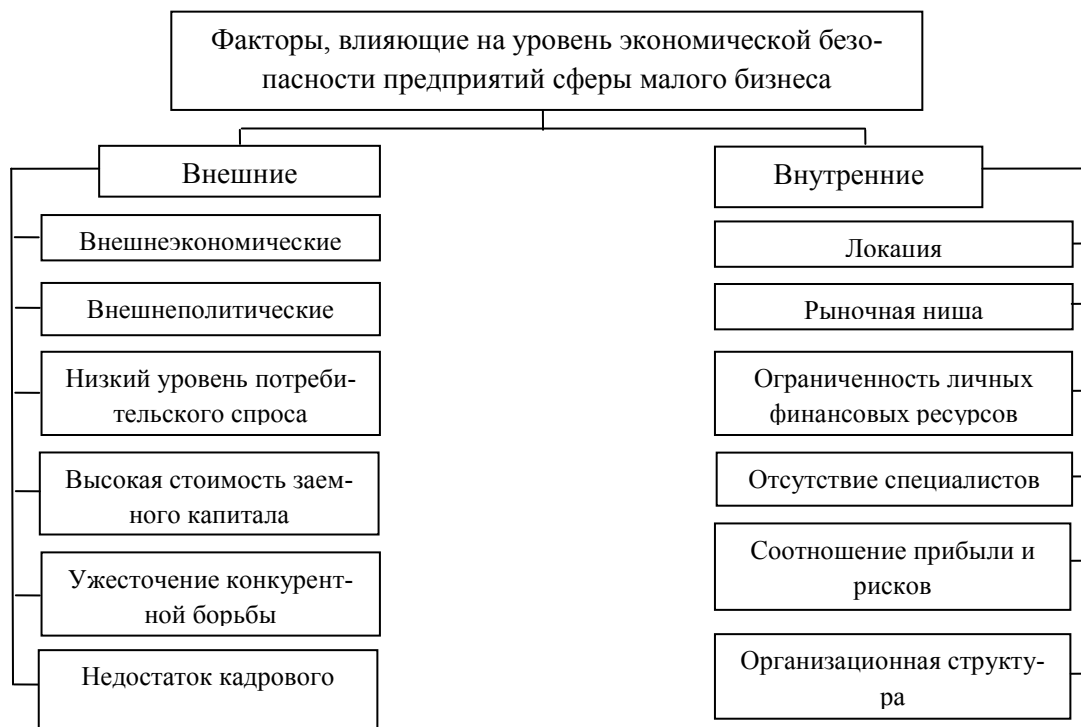 Факторы, влияющие на уровень экономической безо-
пасности предприятий сферы малого бизнеса
Внешние
Внешнеэкономические
Внешнеполитические
Низкий уровень потреби-
тельского спроса
Высокая стоимость заем-
ного капитала
Ужесточение конкурент-
ной борьбы
Недостаток кадрового
Внутренние
Локация
Рыночная ниша
Ограниченность личных
финансовых ресурсов
Отсутствие специалистов
Соотношение прибыли и
рисков
Организационная структу-
ра